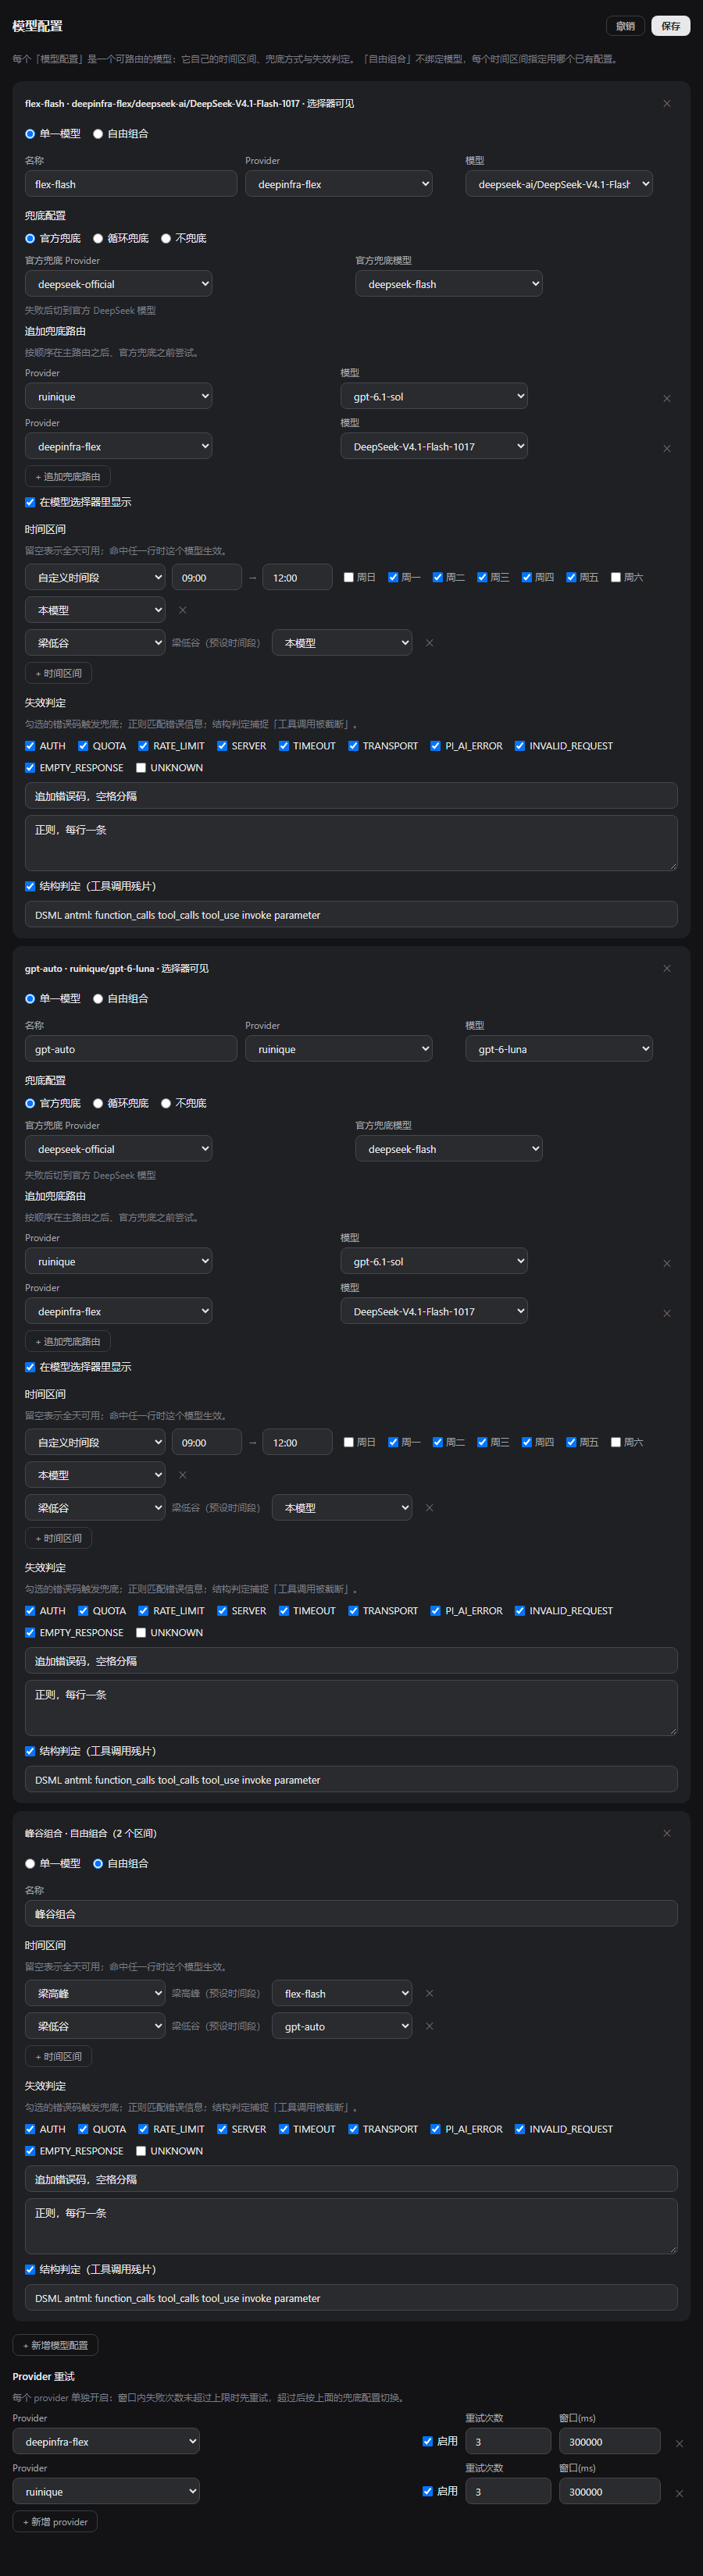 模型配置 撤销 保存
每个「模型配置」是一个可路由的模型：它自己的时间区间、兜底方式与失效判定。「自由组合」不绑定模型，每个时间区间指定用哪个已有配置。
flex-flash · deepinfra-flex/deepseek-ai/DeepSeek-V4.1-Flash-1017 · 选择器可见
单一模型 自由组合
名称 Provider 模型
flex-flash deepinfra-flex deepseek-ai/DeepSeek-V4.1-Flash
兜底配置
官方兜底 循环兜底 不兜底
官方兜底 Provider 官方兜底模型
deepseek-official deepseek-flash
失败后切到官方 DeepSeek 模型
追加兜底路由
按顺序在主路由之后、官方兜底之前尝试。
Provider 模型
ruinique gpt-6.1-sol
Provider 模型
deepinfra-flex DeepSeek-V4.1-Flash-1017
+ 追加兜底路由
在模型选择器里显示
时间区间
留空表示全天可用；命中任一行时这个模型生效。
自定义时间段 09:00 → 12:00 周日 周一 周二 周三 周四 周五 周六
本模型
梁低谷 梁低谷（预设时间段） 本模型
+ 时间区间
失效判定
勾选的错误码触发兜底；正则匹配错误信息；结构判定捕捉「工具调用被截断」。
AUTH QUOTA RATE_LIMIT SERVER TIMEOUT TRANSPORT PI_AI_ERROR INVALID_REQUEST
EMPTY_RESPONSE UNKNOWN
追加错误码，空格分隔
正则，每行一条
结构判定（工具调用残片）
DSML antml: function_calls tool_calls tool_use invoke parameter
gpt-auto · ruinique/gpt-6-luna · 选择器可见
单一模型 自由组合
名称 Provider 模型
gpt-auto ruinique gpt-6-luna
兜底配置
官方兜底 循环兜底 不兜底
官方兜底 Provider 官方兜底模型
deepseek-official deepseek-flash
失败后切到官方 DeepSeek 模型
追加兜底路由
按顺序在主路由之后、官方兜底之前尝试。
Provider 模型
ruinique gpt-6.1-sol
Provider 模型
deepinfra-flex DeepSeek-V4.1-Flash-1017
+ 追加兜底路由
在模型选择器里显示
时间区间
留空表示全天可用；命中任一行时这个模型生效。
自定义时间段 09:00 → 12:00 周日 周一 周二 周三 周四 周五 周六
本模型
梁低谷 梁低谷（预设时间段） 本模型
+ 时间区间
失效判定
勾选的错误码触发兜底；正则匹配错误信息；结构判定捕捉「工具调用被截断」。
AUTH QUOTA RATE_LIMIT SERVER TIMEOUT TRANSPORT PI_AI_ERROR INVALID_REQUEST
EMPTY_RESPONSE UNKNOWN
追加错误码，空格分隔
正则，每行一条
结构判定（工具调用残片）
DSML antml: function_calls tool_calls tool_use invoke parameter
峰谷组合 · 自由组合（2 个区间）
单一模型 自由组合
名称
峰谷组合
时间区间
留空表示全天可用；命中任一行时这个模型生效。
梁高峰 梁高峰（预设时间段） flex-flash
梁低谷 梁低谷（预设时间段） gpt-auto
+ 时间区间
失效判定
勾选的错误码触发兜底；正则匹配错误信息；结构判定捕捉「工具调用被截断」。
AUTH QUOTA RATE_LIMIT SERVER TIMEOUT TRANSPORT PI_AI_ERROR INVALID_REQUEST
EMPTY_RESPONSE UNKNOWN
追加错误码，空格分隔
正则，每行一条
结构判定（工具调用残片）
DSML antml: function_calls tool_calls tool_use invoke parameter
+ 新增模型配置
Provider 重试
每个 provider 单独开启：窗口内失败次数未超过上限时先重试，超过后按上面的兜底配置切换。
Provider 重试次数 窗口(ms)
deepinfra-flex 启用 3 300000
Provider 重试次数 窗口(ms)
ruinique 启用 3 300000
+ 新增 provider